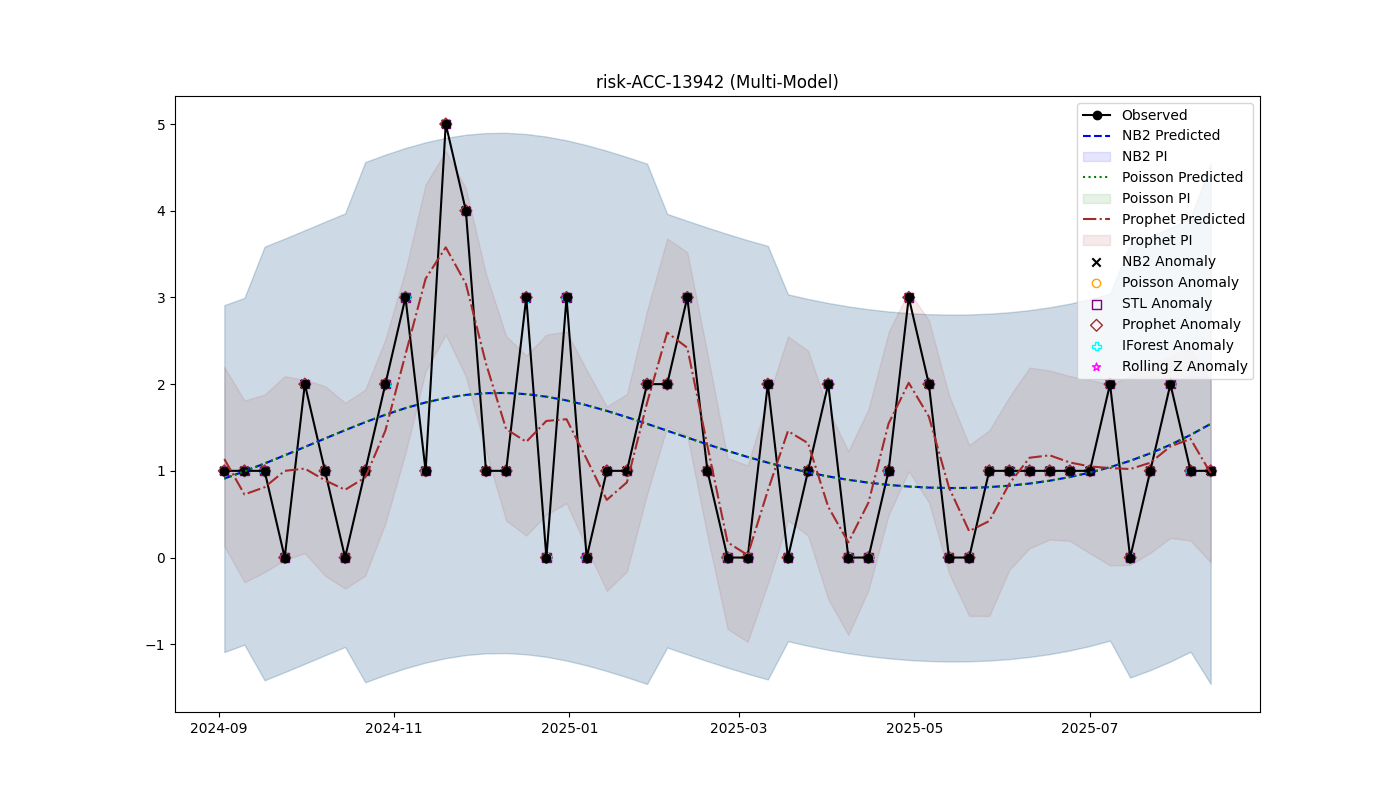 risk-ACC-13942 (Multi-Model)
5
4
3
2
1
0
−1
2024-09
2024-11
2025-01
2025-03
2025-05
2025-07
Observed
NB2 Predicted
NB2 PI
Poisson Predicted
Poisson PI
Prophet Predicted
Prophet PI
NB2 Anomaly
Poisson Anomaly
STL Anomaly
Prophet Anomaly
IForest Anomaly
Rolling Z Anomaly